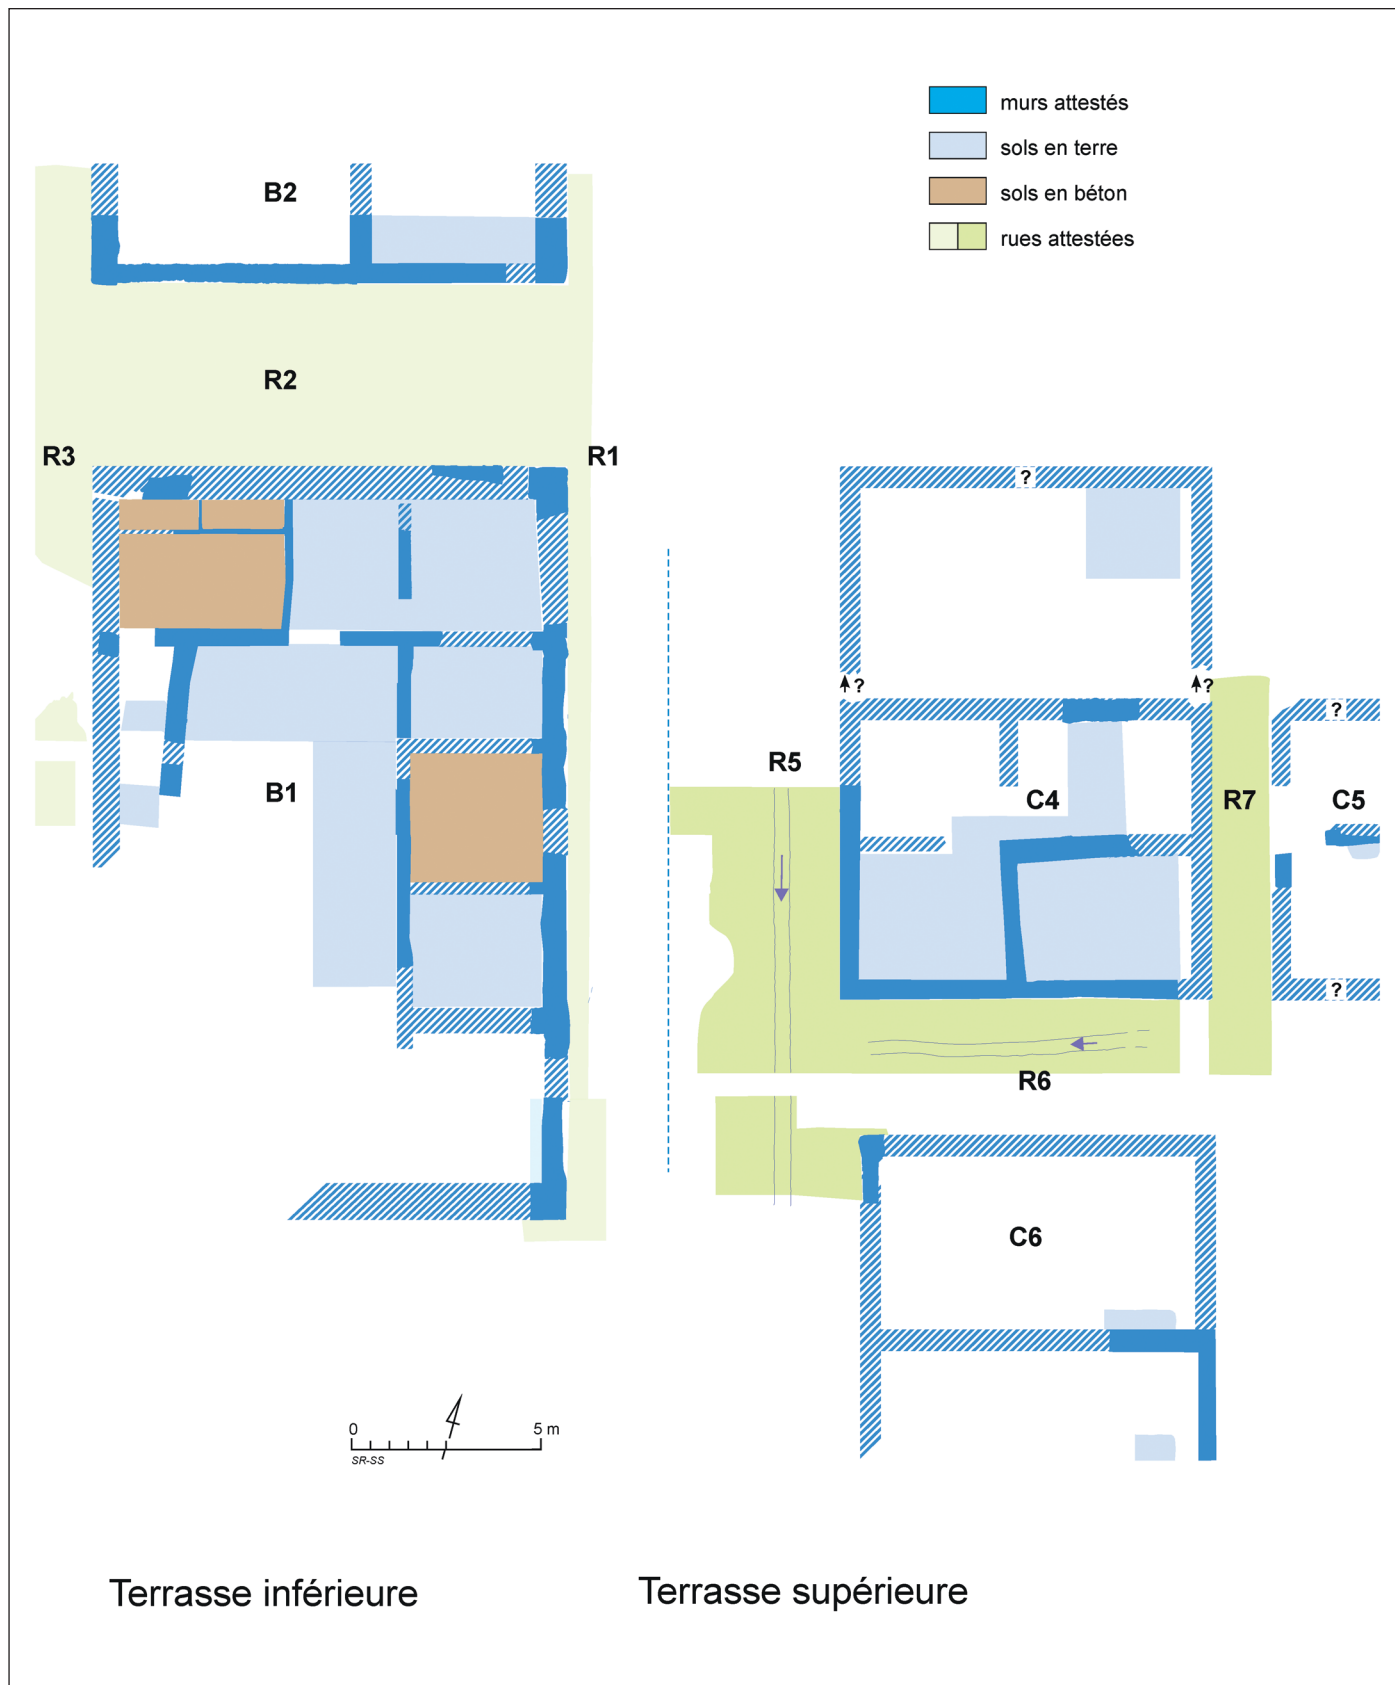 murs attestés
sols en terre
sols en béton
rues attestées
B2
R2
R3
R1
?
?
?
?
R5
B1
C4
R7
C5
?
R6
C6
0 5 m
SR-SS
Terrasse inférieure
Terrasse supérieure